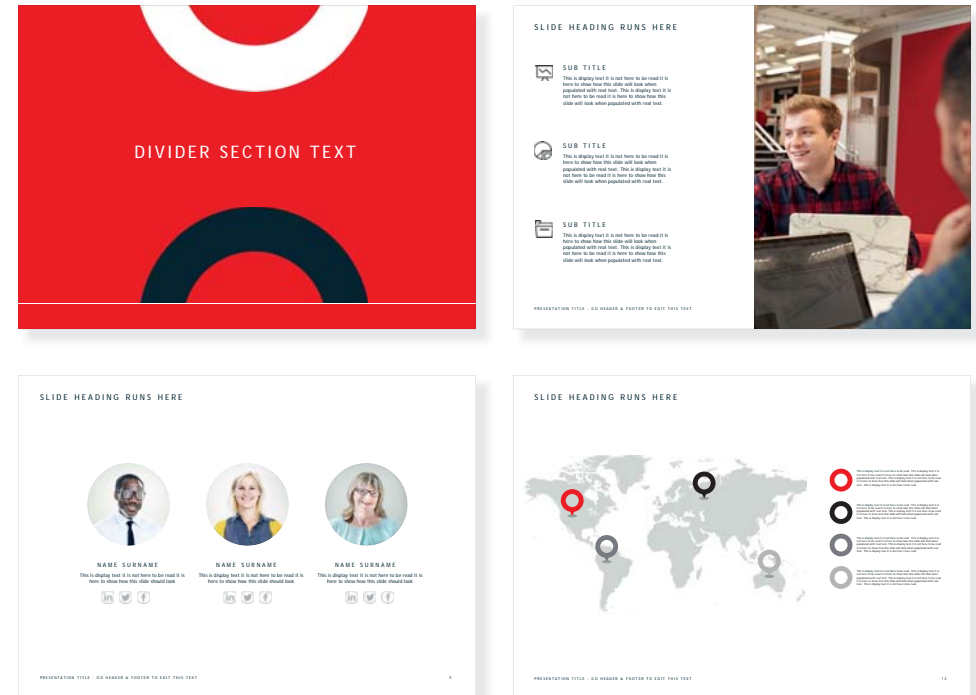 DIVIDER SECTION TEXT
SLIDE HEADING RUNS HERE
SUB TITLE
This is display text it is not here to be read it is
here to show how this slide will look when
populated with real text. This is display text it is
not here to be read it is here to show how this
slide will look when populated with real text.
SUB TITLE
This is display text it is not here to be read it is
here to show how this slide will look when
populated with real text. This is display text it is
not here to be read it is here to show how this
slide will look when populated with real text.
SUB TITLE
This is display text it is not here to be read it is
here to show how this slide will look when
populated with real text. This is display text it is
not here to be read it is here to show how this
slide will look when populated with real text.
PRESENTATION TITLE - GO HEADER & FOOTER TO EDIT THIS TEXT
SLIDE HEADING RUNS HERE
NAME SURNAME
This is display text it is not here to be read it is
here to show how this slide should look
in
NAME SURNAME
This is display text it is not here to be read it is
here to show how this slide should look
in
NAME SURNAME
This is display text it is not here to be read it is
here to show how this slide should look
in
PRESENTATION TITLE - GO HEADER & FOOTER TO EDIT THIS TEXT
SLIDE HEADING RUNS HERE
PRESENTATION TITLE - GO HEADER & FOOTER TO EDIT THIS TEXT